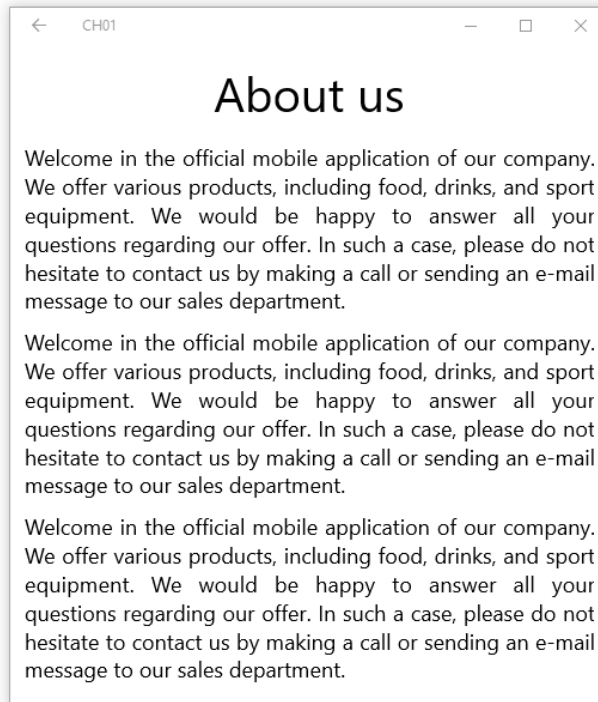 CH01
About us
Welcome in the official mobile application of our company.
We offer various products, including food, drinks, and sport
equipment. We would be happy to answer all your
questions regarding our offer. In such a case, please do not
hesitate to contact us by making a call or sending an e-mail
message to our sales department.
Welcome in the official mobile application of our company.
We offer various products, including food, drinks, and sport
equipment. We would be happy to answer all your
questions regarding our offer. In such a case, please do not
hesitate to contact us by making a call or sending an e-mail
message to our sales department.
Welcome in the official mobile application of our company.
We offer various products, including food, drinks, and sport
equipment. We would be happy to answer all your
questions regarding our offer. In such a case, please do not
hesitate to contact us by making a call or sending an e-mail
message to our sales department.